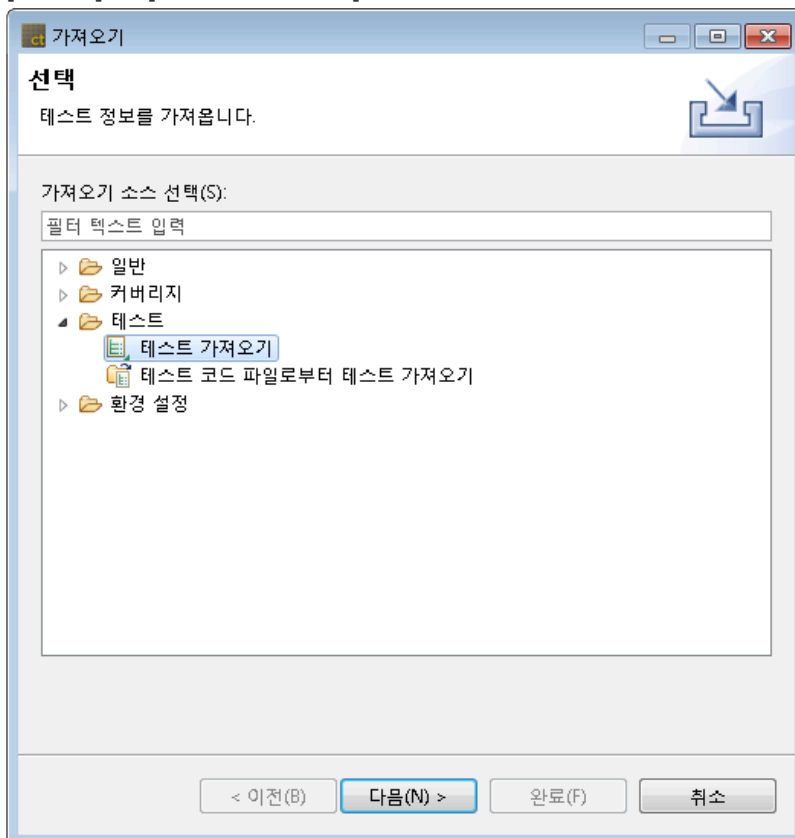 ct 가져오기
선택
테스트 정보를 가져옵니다.
가져오기 소스 선택(S):
필터 텍스트 입력
일반
커버리지
테스트
테스트 가져오기
테스트 코드 파일로부터 테스트 가져오기
환경 설정
< 이전(B) 다음(N) > 완료(F) 취소